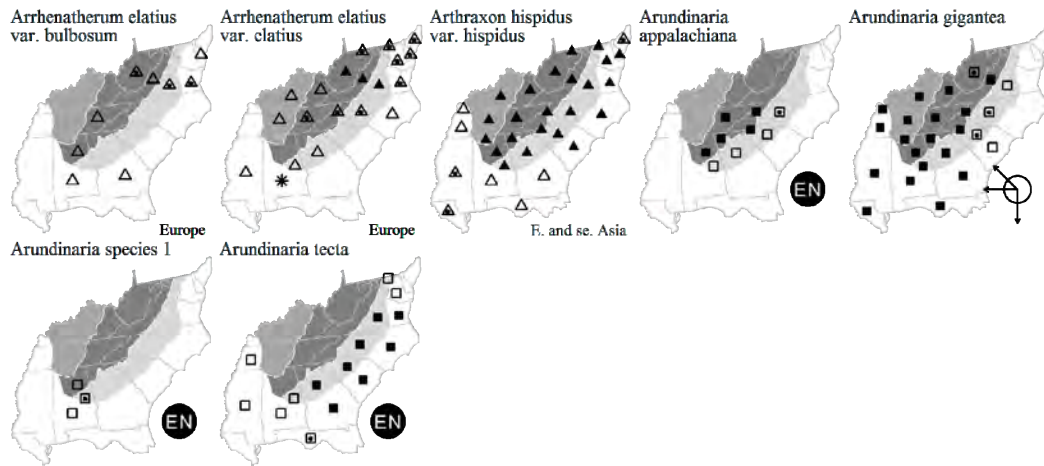 Arrhenatherum elatius
var. bulbosum
Europe
Arrhenatherum elatius
var. clatius
Europe
Arthraxon hispidus
var. hispidus
E. and se. Asia
Arundinaria
appalachiana
EN
Arundinaria gigantea
Arundinaria species 1
EN
Arundinaria tecta
EN